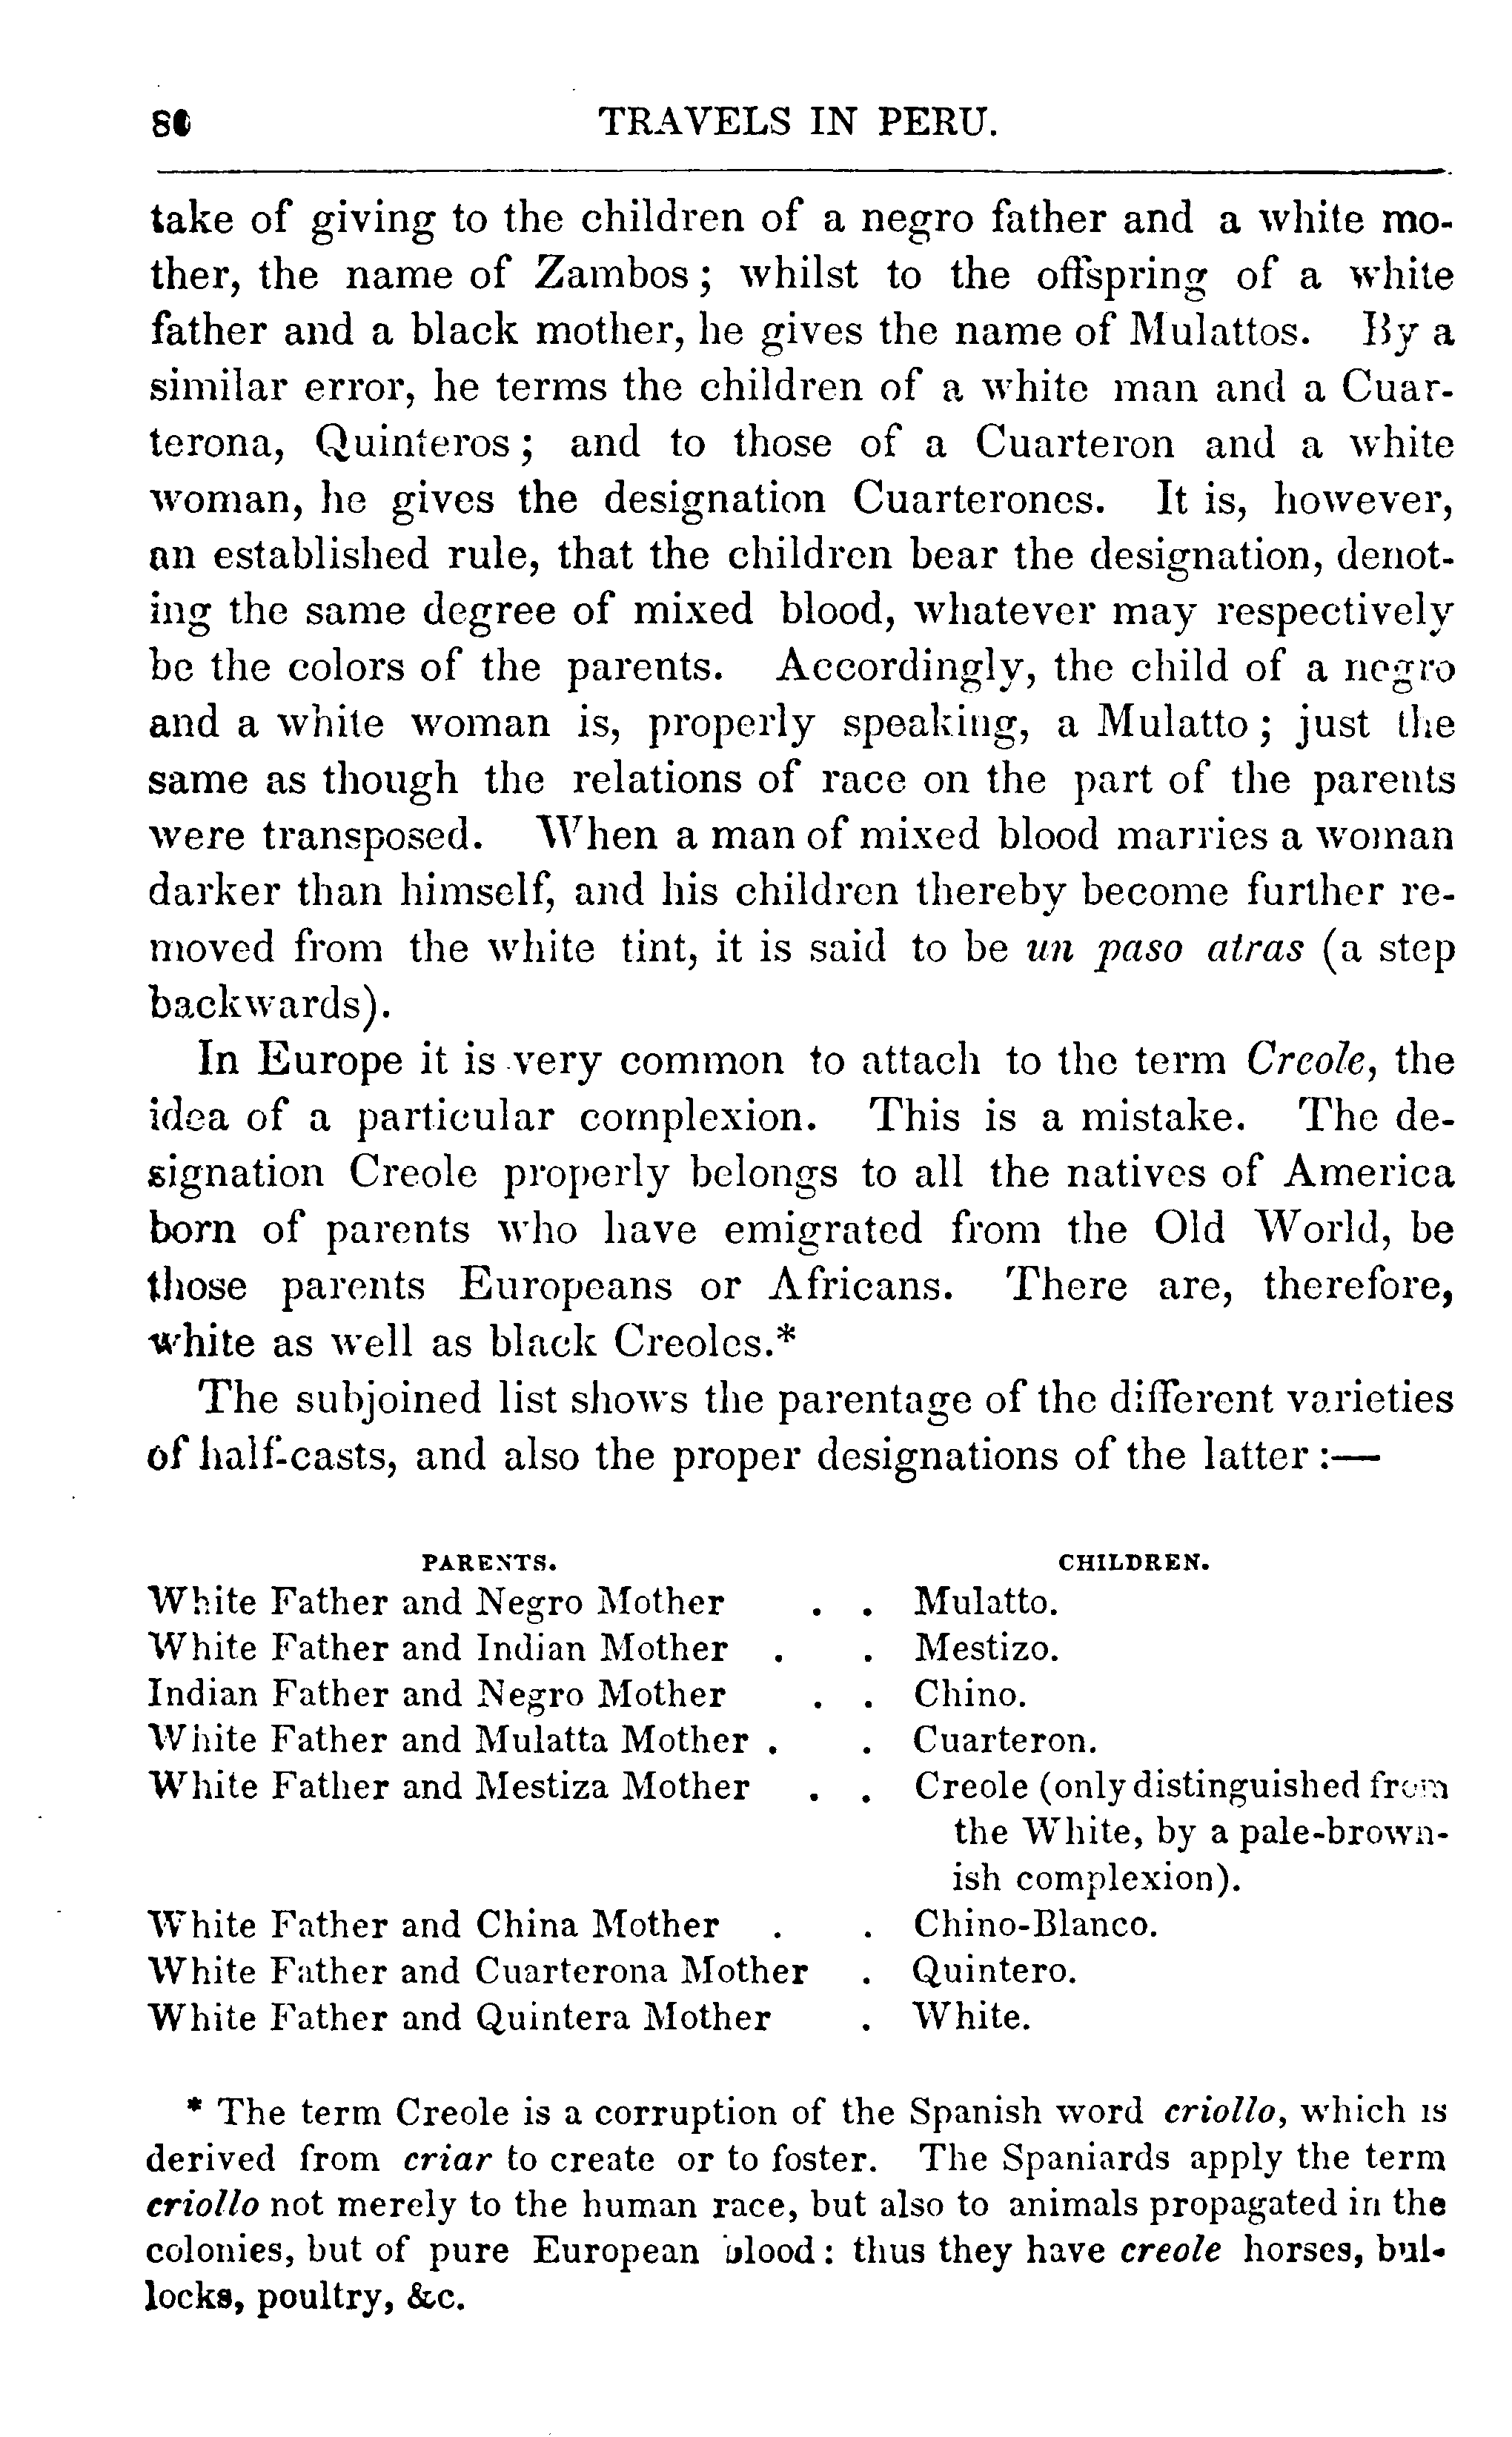 80 TRAVELS IN PERU.
take of giving to the children of a negro father and a white mo-
ther, the name of Zambos; whilst to the offspring of a white
father and a black mother, he gives the name of Mulattos. By a
similar error, he terms the children of a white man and a Cuar-
terona, Quinteros; and to those of a Cuarteron and a white
woman, he gives the designation Cuarterones. It is, however,
an established rule, that the children bear the designation, denot-
ing the same degree of mixed blood, whatever may respectively
be the colors of the parents. Accordingly, the child of a negro
and a white woman is, properly speaking, a Mulatto; just the
same as though the relations of race on the part of the parents
were transposed. When a man of mixed blood marries a woman
darker than himself, and his children thereby become further re-
moved from the white tint, it is said to be un paso atras (a step
backwards).
In Europe it is very common to attach to the term Creole, the
idea of a particular complexion. This is a mistake. The de-
signation Creole properly belongs to all the natives of America
born of parents who have emigrated from the Old World, be
those parents Europeans or Africans. There are, therefore,
white as well as black Creoles.*
The subjoined list shows the parentage of the different varieties
of half-casts, and also the proper designations of the latter:—
PARENTS. CHILDREN.
White Father and Negro Mother . . Mulatto.
White Father and Indian Mother . . Mestizo.
Indian Father and Negro Mother . . Chino.
White Father and Mulatta Mother . . Cuarteron.
White Father and Mestiza Mother . . Creole (only distinguished from
the White, by a pale-brown-
ish complexion).
White Father and China Mother . . Chino-Blanco.
White Father and Cuarterona Mother . Quintero.
White Father and Quintera Mother . White.
* The term Creole is a corruption of the Spanish word criollo, which is
derived from criar to create or to foster. The Spaniards apply the term
criollo not merely to the human race, but also to animals propagated in the
colonies, but of pure European blood: thus they have creole horses, bul-
locks, poultry, &c.